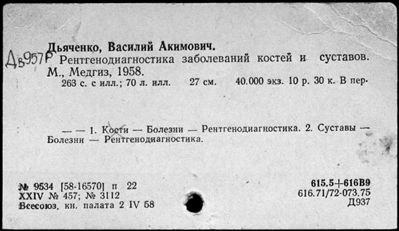 Дьяченко, Василий Акимович.
Дв957Р
Рентгенодиагностика заболеваний костей и суставов.
М., Медгиз, 1958.
263 с. с илл.; 70 л. илл. 27 см. 40.000 экз. 10 р. 30 к. В пер.
— — 1. Кости — Болезни — Рентгенодиагностика. 2. Суставы —
Болезни — Рентгенодиагностика.
№ 9534 [58-16570] п 22
615.5+616В9
XXIV № 457; № 3112
616.71/72-073.75
Всесоюз. кн. палата 2 IV 58
Д937